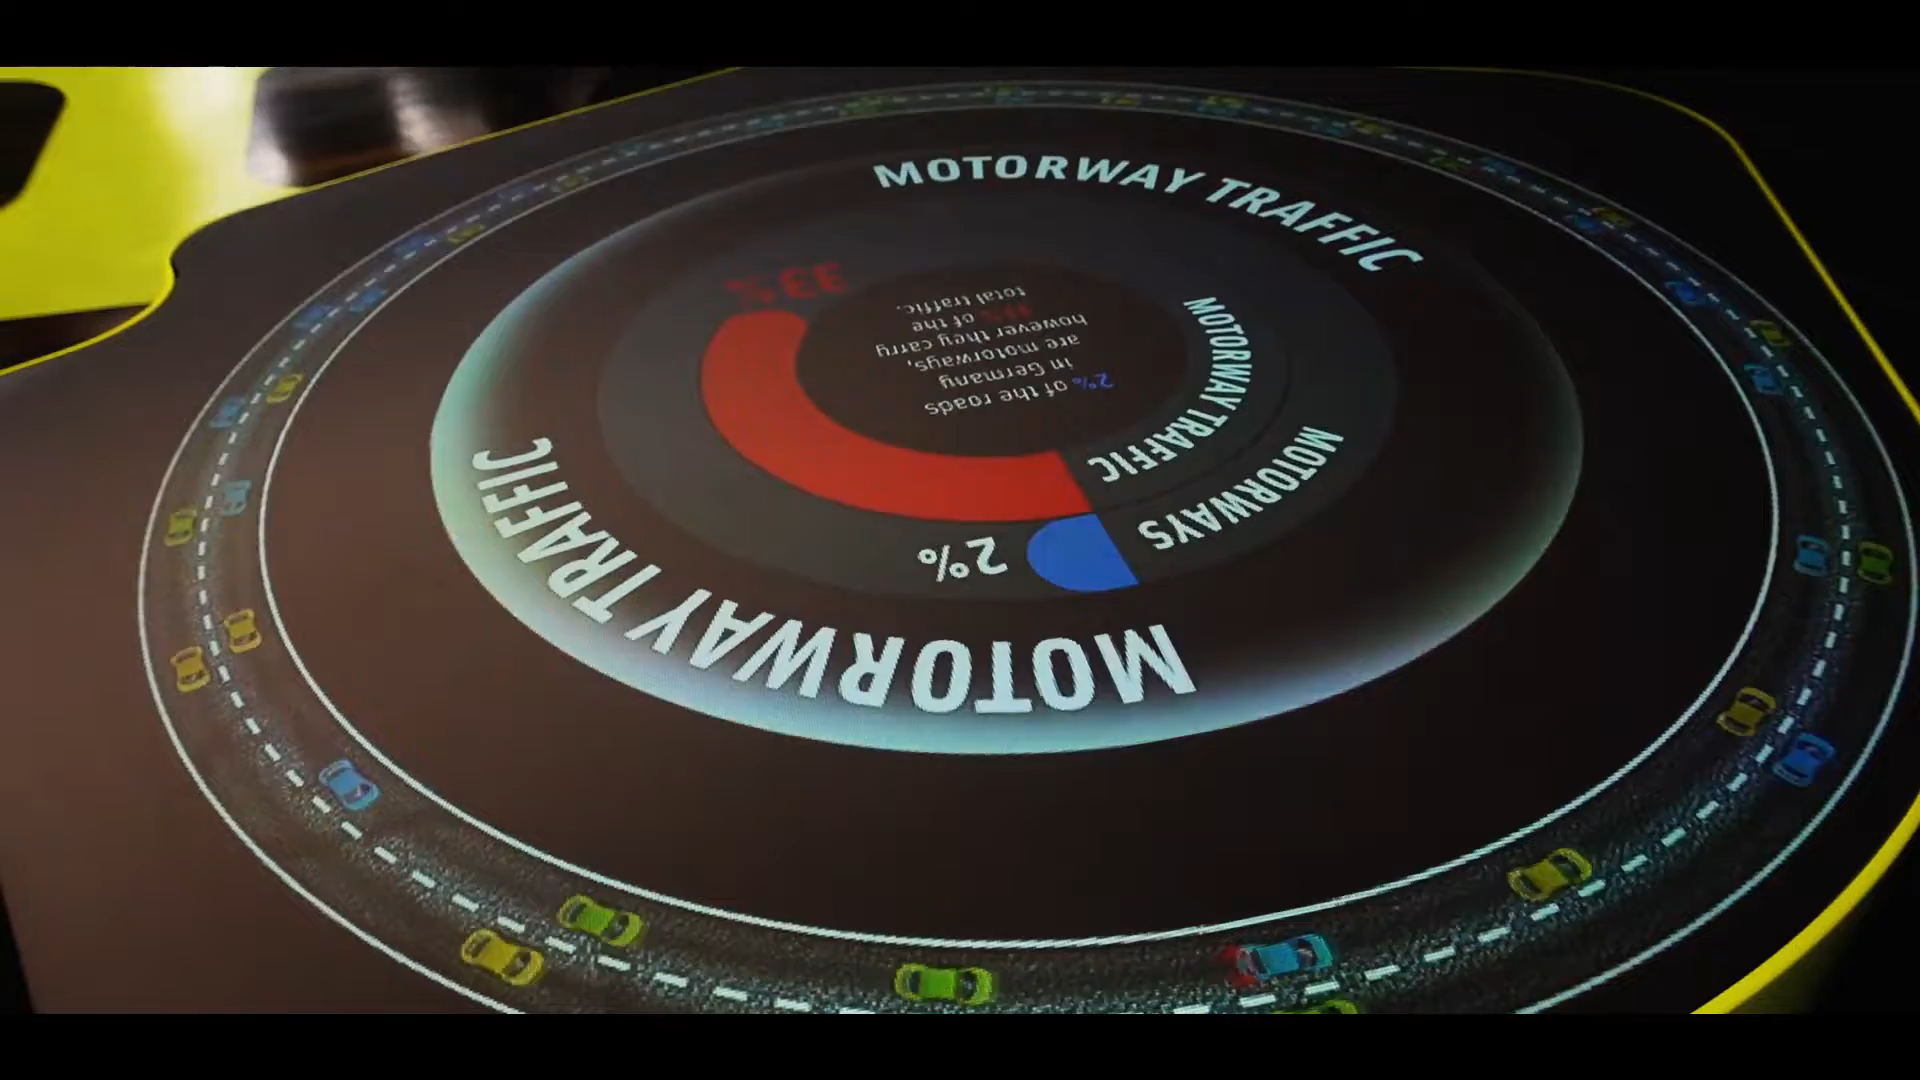 MOTORWAY TRAFFIC
MOTORWAY TRAFFIC
MOTORWAY TRAFFIC
MOTORWAYS
2%
33%
2% of the roads
in Germany
are motorways,
however they carry
of the
total traffic.